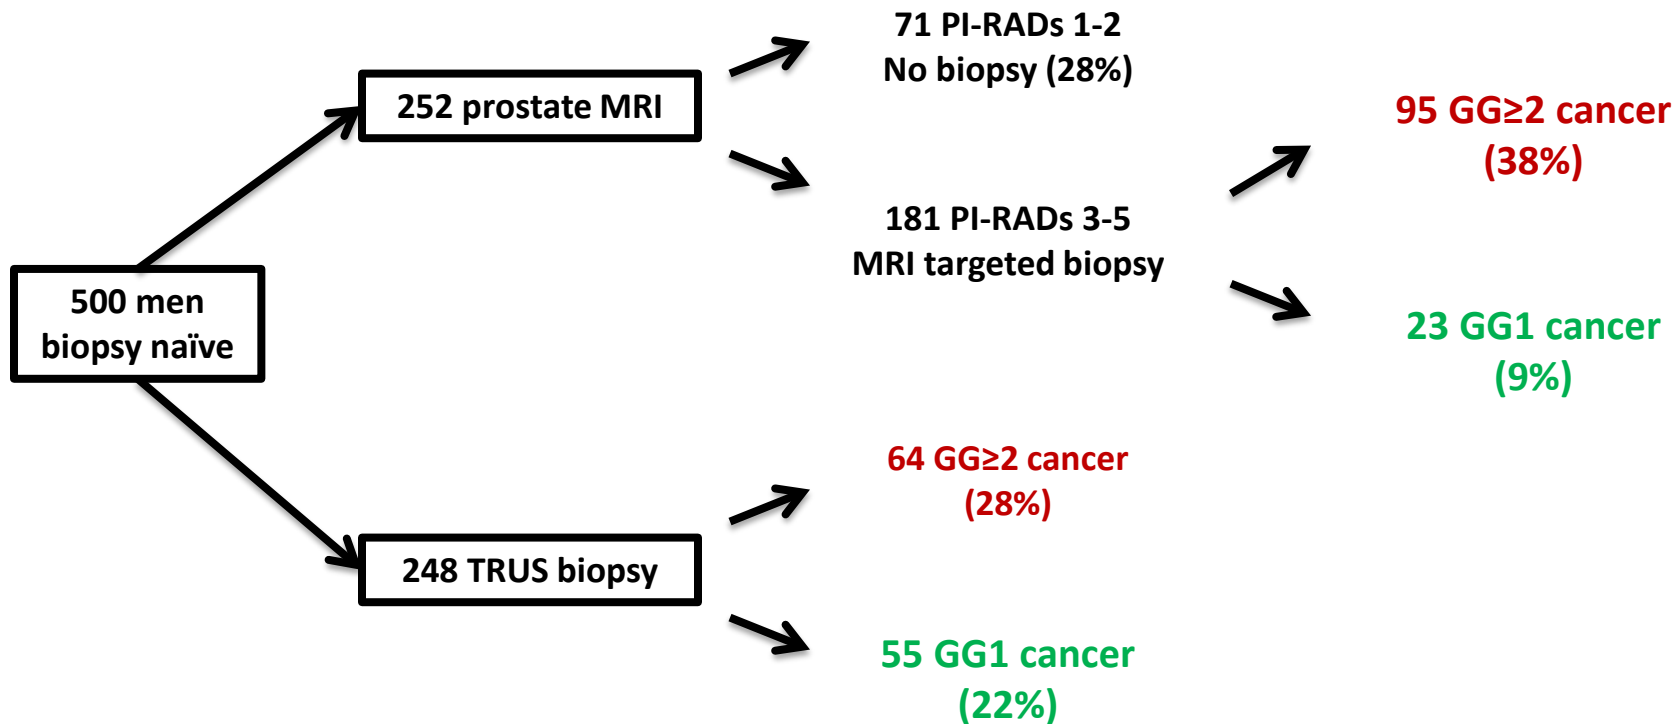 71 PI-RADs 1-2
No biopsy (28%)
252 prostate MRI
95 GG≥2 cancer
(38%)
181 PI-RADs 3-5
MRI targeted biopsy
500 men
biopsy naïve
23 GG1 cancer
(9%)
64 GG≥2 cancer
(28%)
248 TRUS biopsy
55 GG1 cancer
(22%)